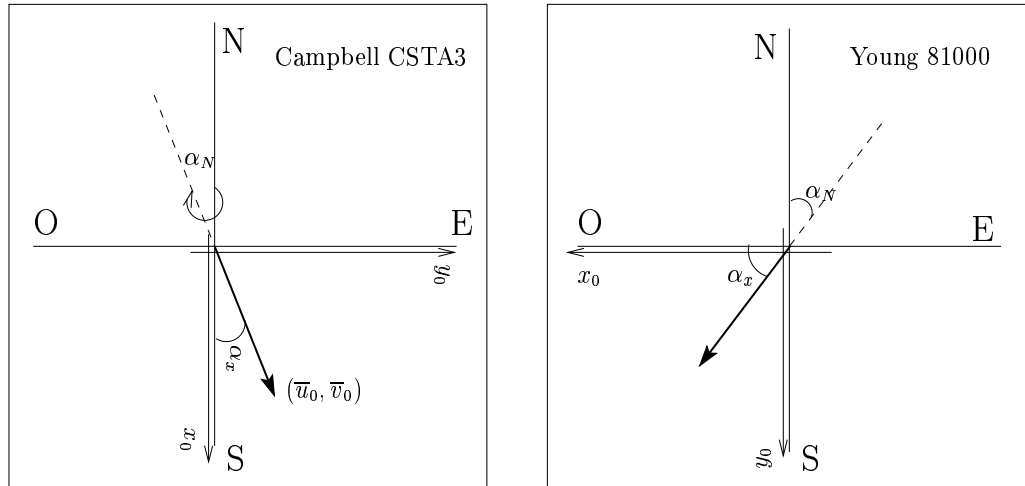 N
Campbell CSTA3
α_N
O
E
y_0
α_x
(ū_0, v̄_0)
x_0
S
N
Young 81000
α_N
O
E
x_0
α_x
y_0
S